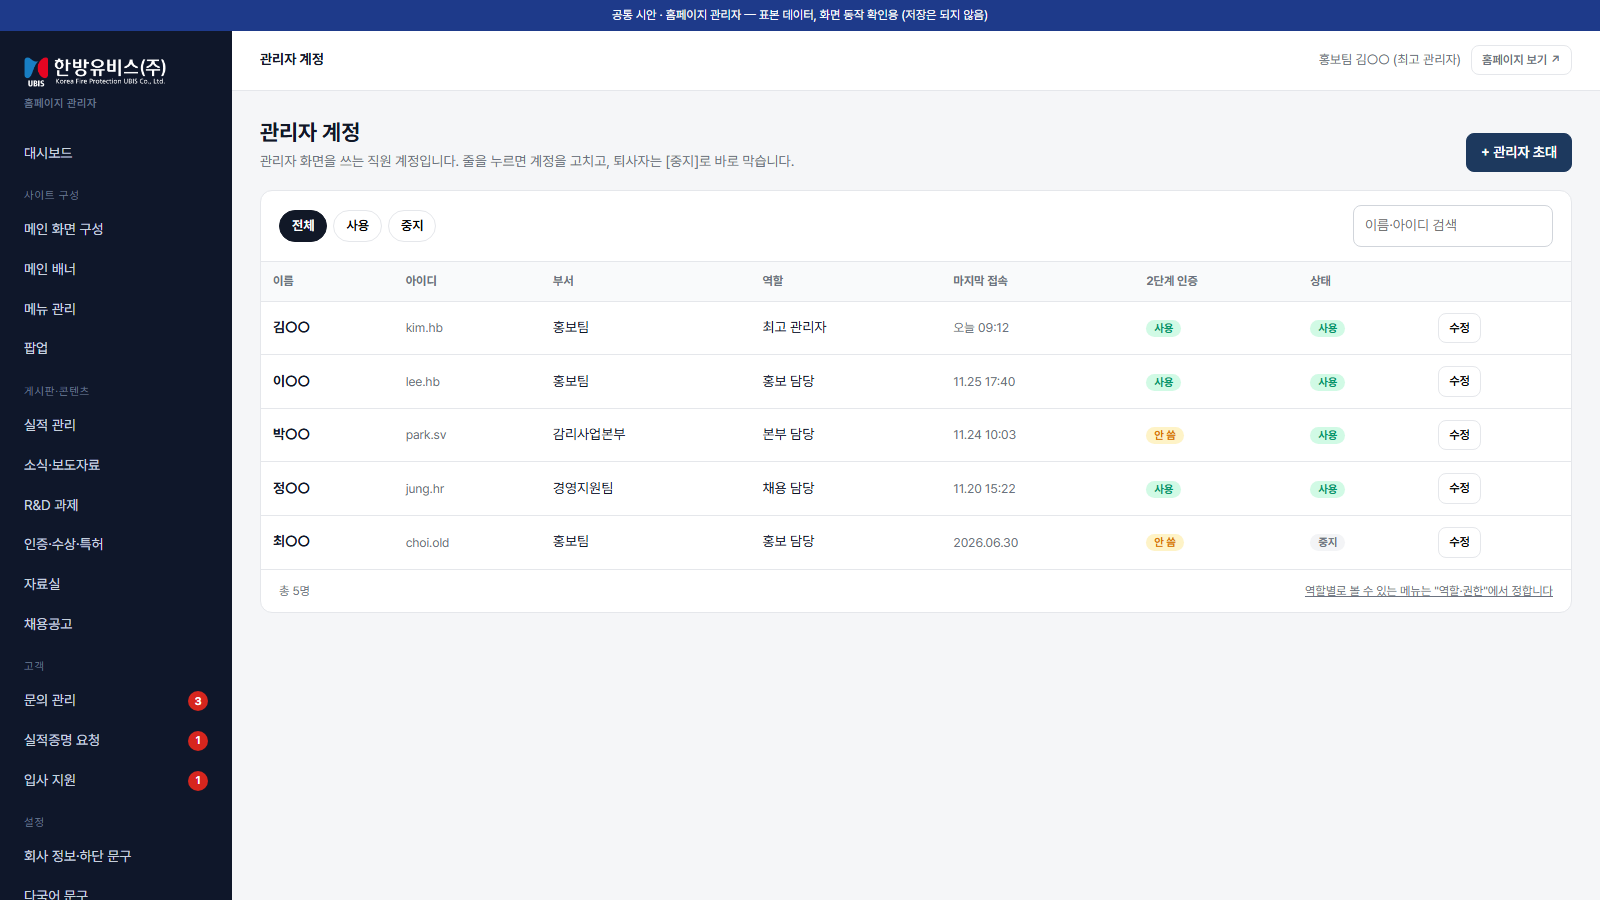 공통 시안 · 홈페이지 관리자 — 표본 데이터, 화면 동작 확인용 (저장은 되지 않음)
한방유비스(주)
Korea Fire Protection UBIS Co., Ltd.
UBIS
홈페이지 관리자
대시보드
사이트 구성
메인 화면 구성
메인 배너
메뉴 관리
팝업
게시판·콘텐츠
실적 관리
소식·보도자료
R&D 과제
인증·수상·특허
자료실
채용공고
고객
문의 관리 3
실적증명 요청 1
입사 지원 1
설정
회사 정보·하단 문구
다국어 문구
관리자 계정
홍보팀 김〇〇 (최고 관리자)
홈페이지 보기 ↗
관리자 계정
관리자 화면을 쓰는 직원 계정입니다. 줄을 누르면 계정을 고치고, 퇴사자는 [중지]로 바로 막습니다.
+ 관리자 초대
전체 사용 중지
이름·아이디 검색
이름 아이디 부서 역할 마지막 접속 2단계 인증 상태
김〇〇 kim.hb 홍보팀 최고 관리자 오늘 09:12 사용 사용 수정
이〇〇 lee.hb 홍보팀 홍보 담당 11.25 17:40 사용 사용 수정
박〇〇 park.sv 감리사업본부 본부 담당 11.24 10:03 안 씀 사용 수정
정〇〇 jung.hr 경영지원팀 채용 담당 11.20 15:22 사용 사용 수정
최〇〇 choi.old 홍보팀 홍보 담당 2026.06.30 안 씀 중지 수정
총 5명
역할별로 볼 수 있는 메뉴는 "역할·권한"에서 정합니다